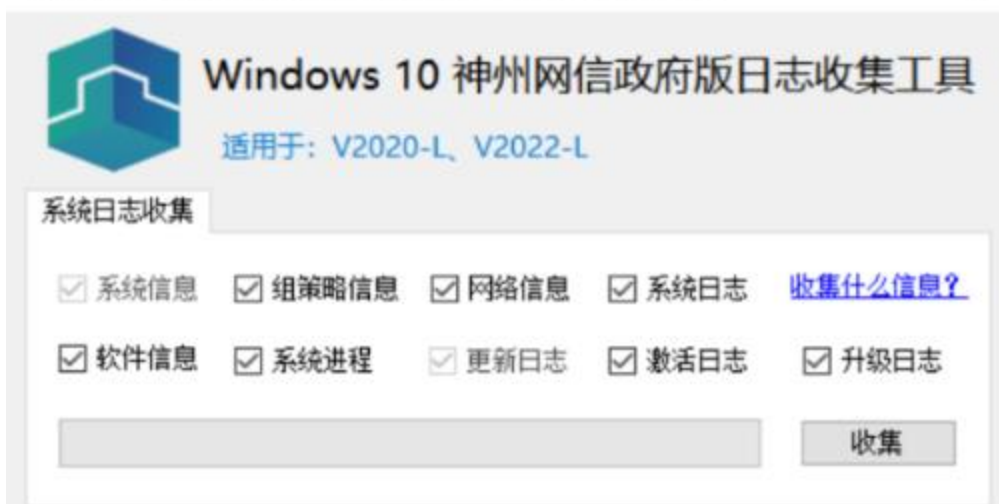 Windows 10 神州网信政府版日志收集工具
适用于：V2020-L、V2022-L
系统日志收集
系统信息 组策略信息 网络信息 系统日志 收集什么信息？
软件信息 系统进程 更新日志 激活日志 升级日志
收集